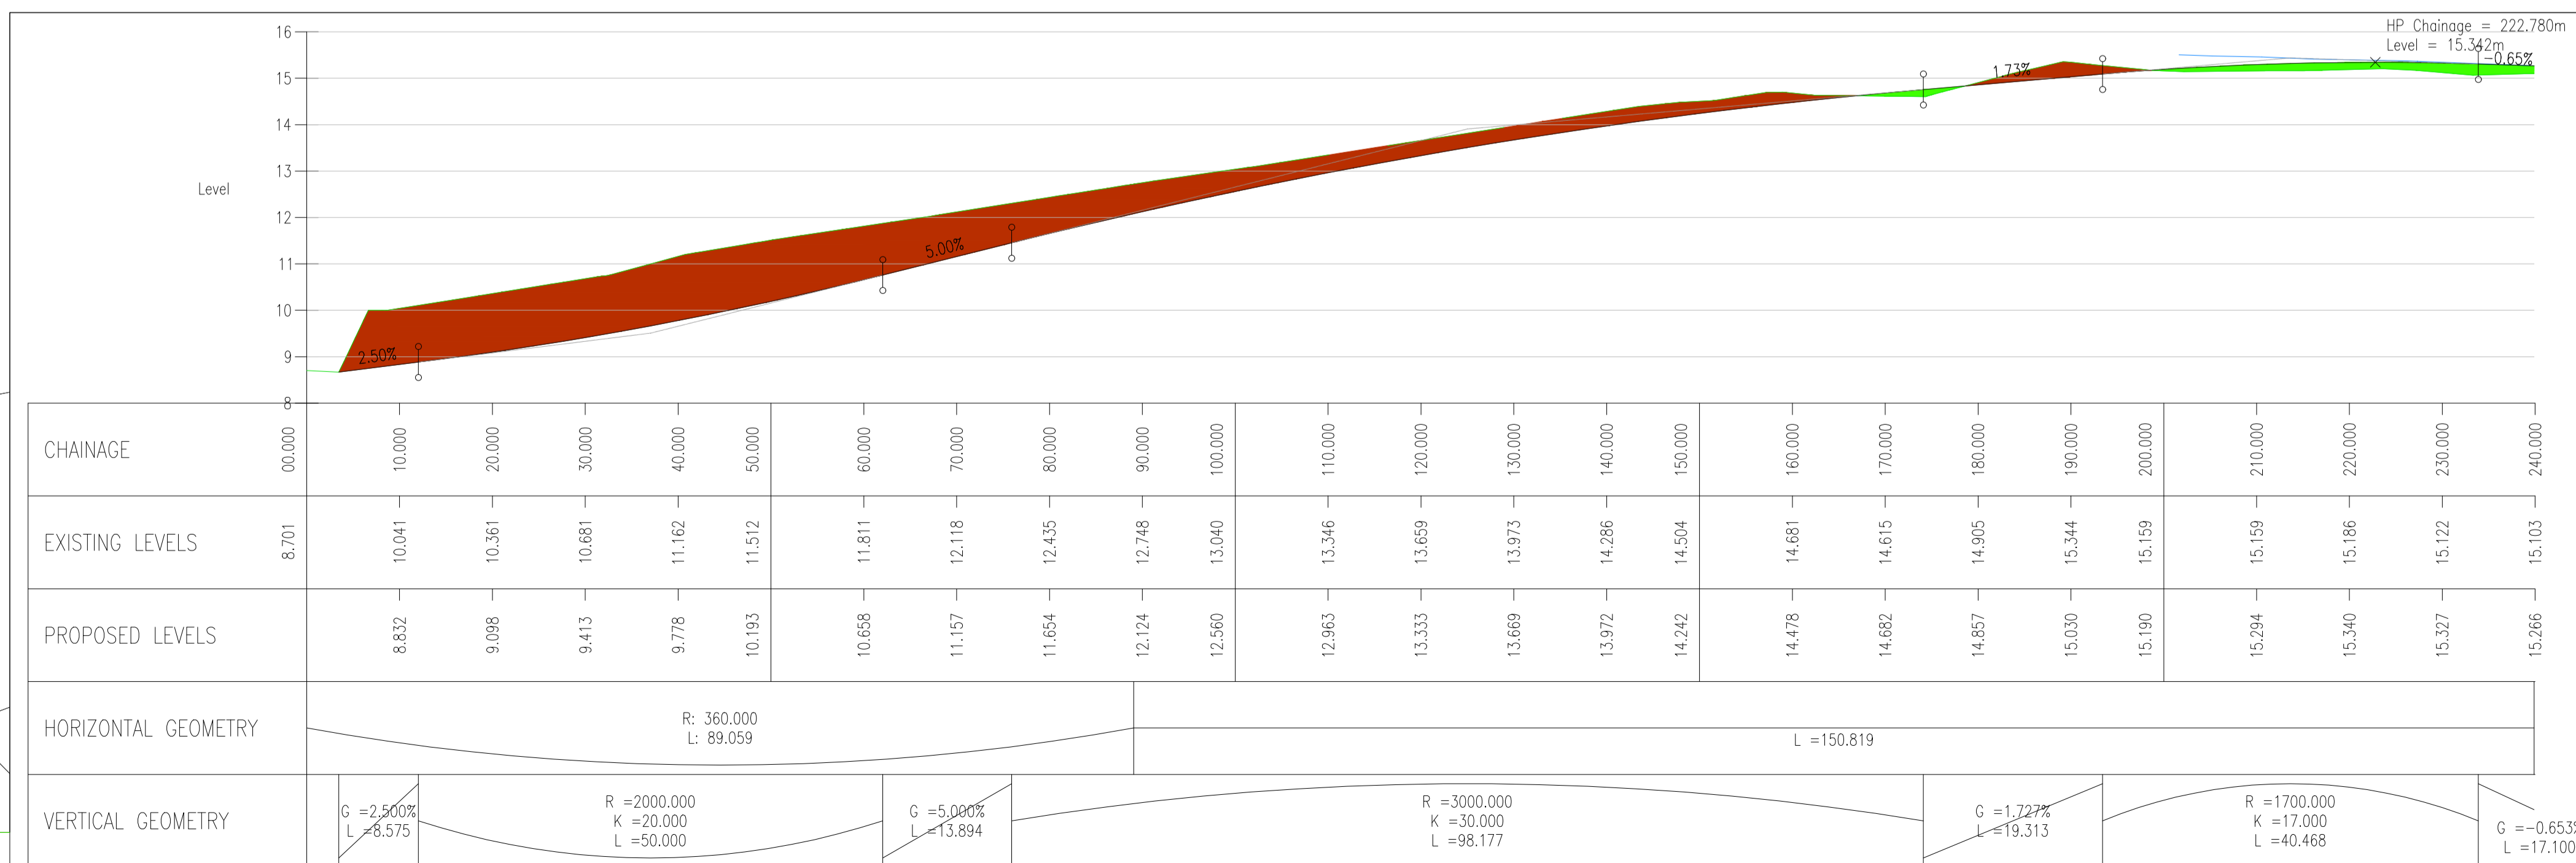 HP Chainage = 222.780m
Level = 15.342m
16
15
14
13
12
11
10
9
8
Level
2.50%
5.00%
1.73%
-0.65%
CHAINAGE
00.000 10.000 20.000 30.000 40.000 50.000 60.000 70.000 80.000 90.000 100.000 110.000 120.000 130.000 140.000 150.000 160.000 170.000 180.000 190.000 200.000 210.000 220.000 230.000 240.000
EXISTING LEVELS
8.701 10.041 10.361 10.681 11.162 11.512 11.811 12.118 12.435 12.748 13.040 13.346 13.659 13.973 14.286 14.504 14.681 14.615 14.905 15.344 15.159 15.159 15.186 15.122 15.103
PROPOSED LEVELS
8.832 9.098 9.413 9.778 10.193 10.658 11.157 11.654 12.124 12.560 12.963 13.333 13.669 13.972 14.242 14.478 14.682 14.857 15.030 15.190 15.294 15.340 15.327 15.266
HORIZONTAL GEOMETRY
R: 360.000
L: 89.059
L =150.819
VERTICAL GEOMETRY
G =2.500%
L =8.575
R =2000.000
K =20.000
L =50.000
G =5.000%
L =13.894
R =3000.000
K =30.000
L =98.177
G =1.727%
L =19.313
R =1700.000
K =17.000
L =40.468
G =-0.653%
L =17.100